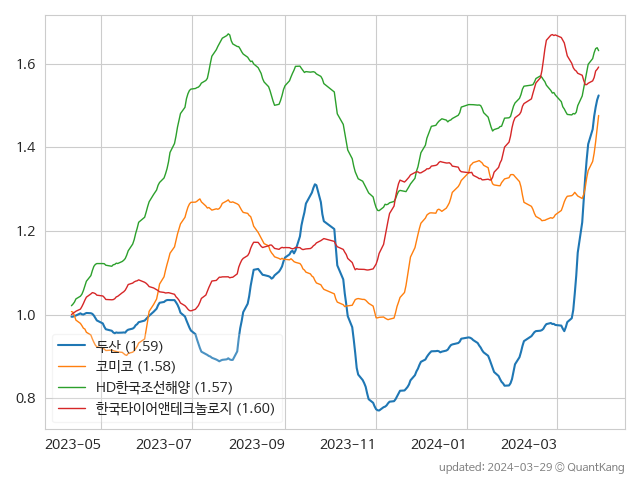 1.6
1.4
1.2
1.0
0.8
두산 (1.59)
코미코 (1.58)
HD한국조선해양 (1.57)
한국타이어앤테크놀로지 (1.60)
2023-05 2023-07 2023-09 2023-11 2024-01 2024-03
updated: 2024-03-29 © QuantKang